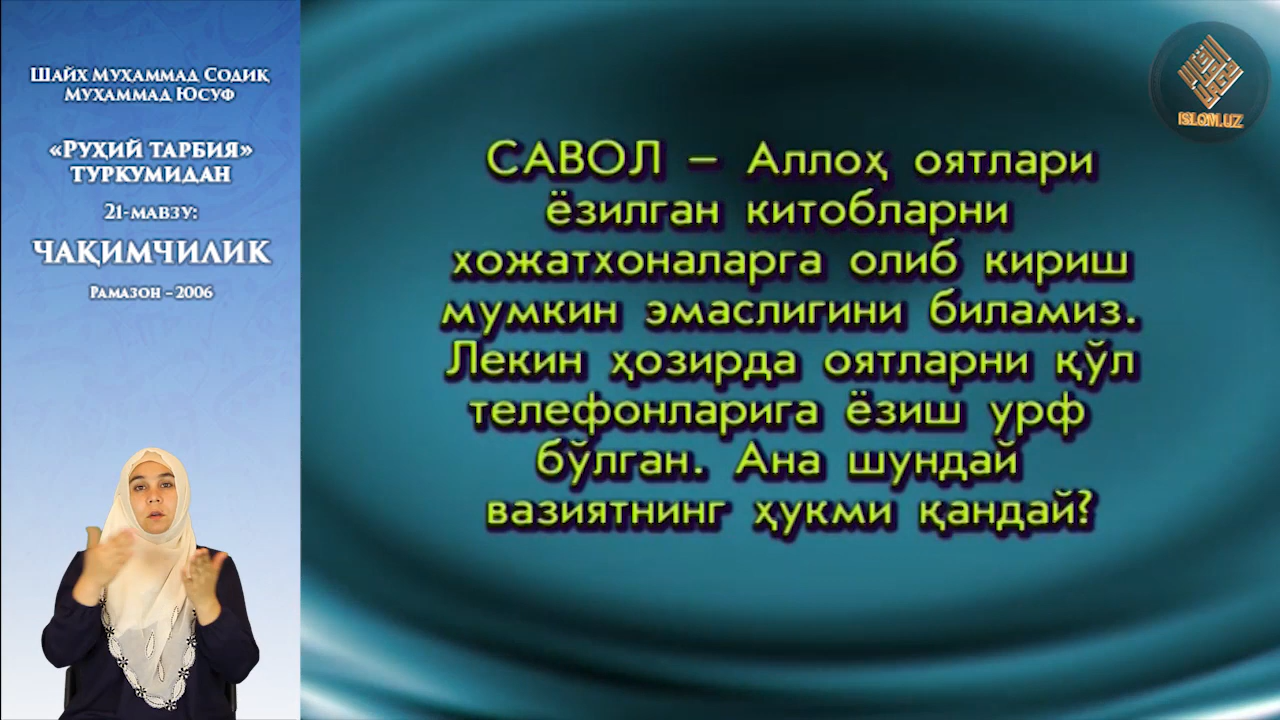 Шайх Муҳаммад Содиқ
Муҳаммад Юсуф
«Руҳий тарбия»
туркумидан
21-мавзу:
ЧАҚИМЧИЛИК
Рамазон – 2006
САВОЛ – Аллоҳ оятлари
ёзилган китобларни
хожатхоналарга олиб кириш
мумкин эмаслигини биламиз.
Лекин ҳозирда оятларни қўл
телефонларига ёзиш урф
бўлган. Ана шундай
вазиятнинг ҳукми қандай?
ISLOM.UZ